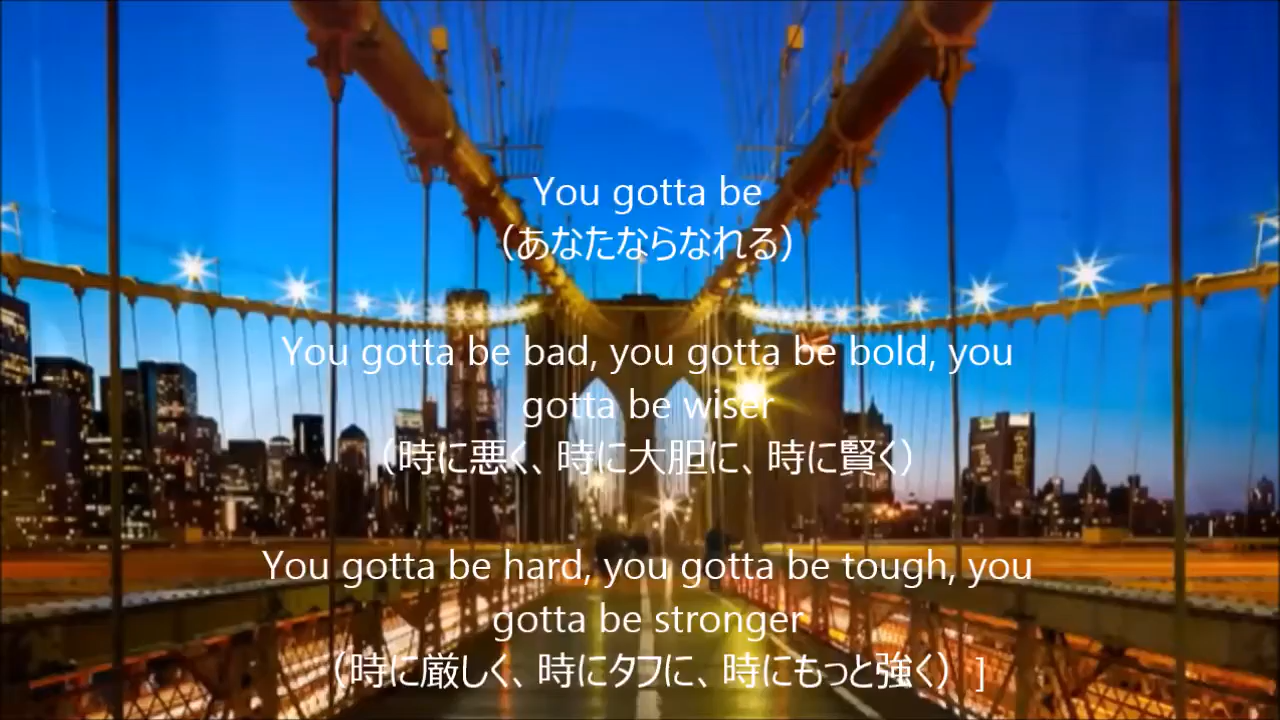 You gotta be
（あなたならなれる）
You gotta be bad, you gotta be bold, you
gotta be wiser
（時に悪く、時に大胆に、時に賢く）
You gotta be hard, you gotta be tough, you
gotta be stronger
（時に厳しく、時にタフに、時にもっと強く）]